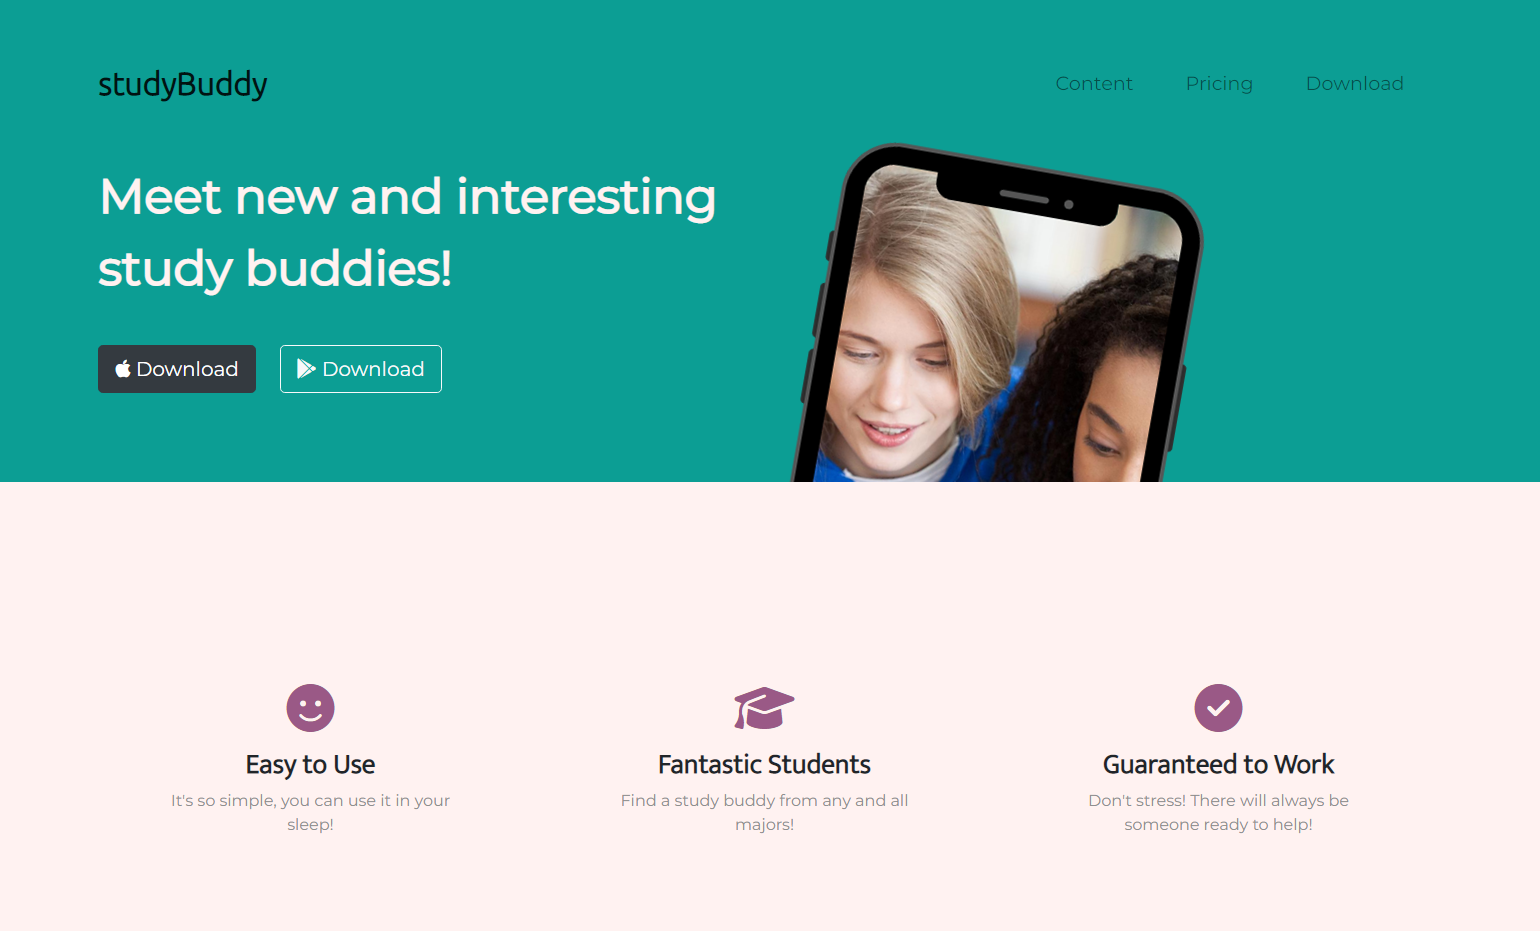 studyBuddy
Content
Pricing
Download
Meet new and interesting
study buddies!
Download
Download
Easy to Use
It's so simple, you can use it in your
sleep!
Fantastic Students
Find a study buddy from any and all
majors!
Guaranteed to Work
Don't stress! There will always be
someone ready to help!